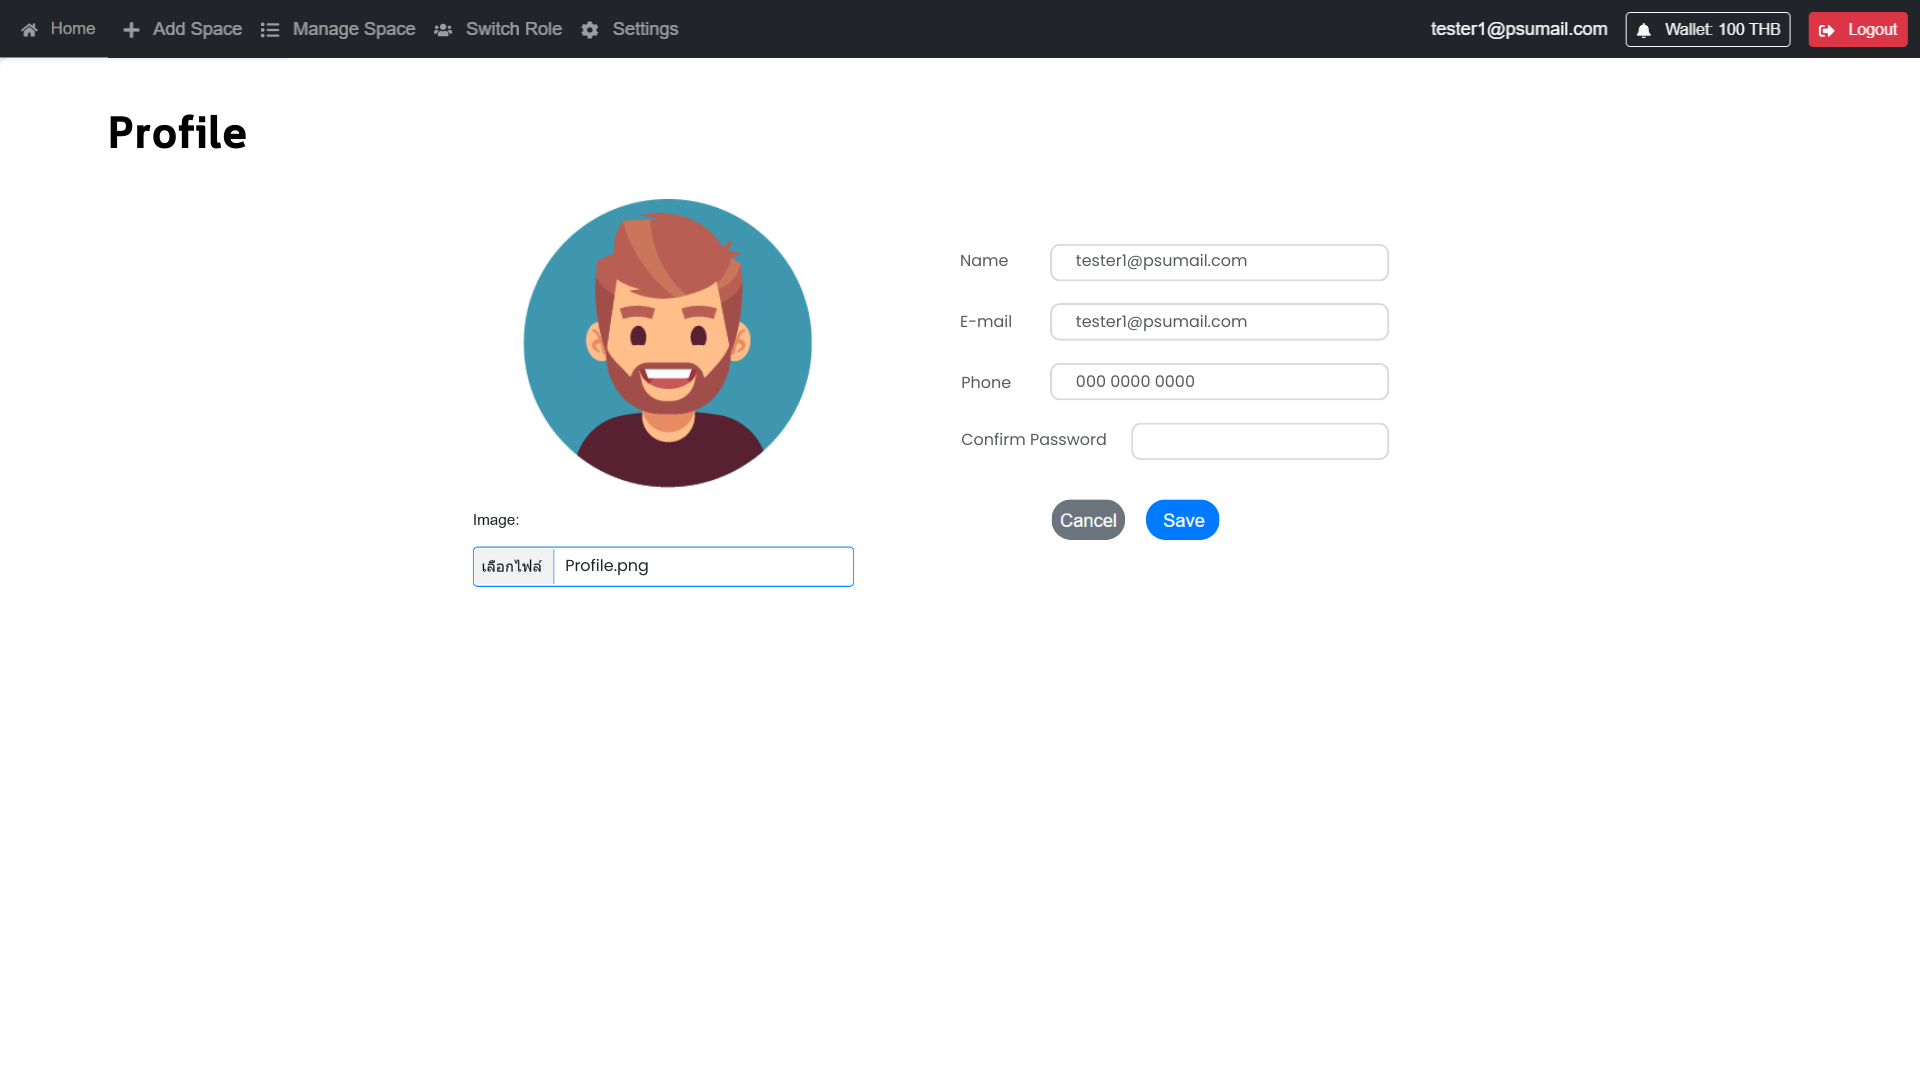 Home Add Space Manage Space Switch Role Settings tester1@psumail.com Wallet: 100 THB Logout
Profile
Name tester1@psumail.com
E-mail tester1@psumail.com
Phone 000 0000 0000
Confirm Password
Cancel Save
Image:
เลือกไฟล์ Profile.png